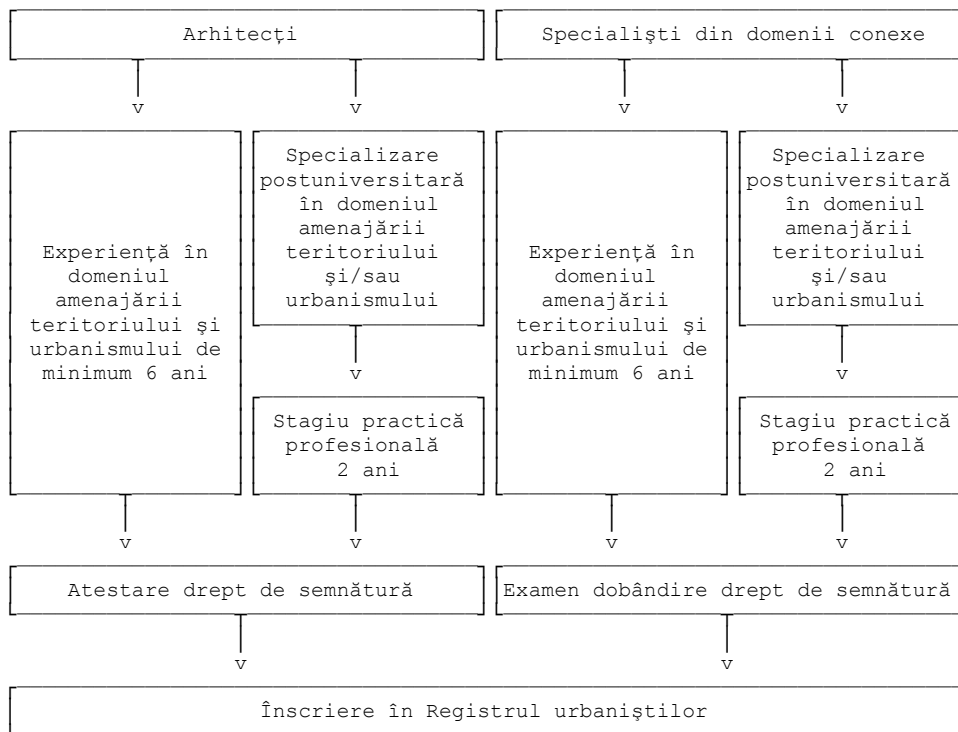 Arhitecţi
Specialişti din domenii conexe
v
v
v
v
Experienţă în
domeniul
amenajării
teritoriului şi
urbanismului de
minimum 6 ani
Specializare
postuniversitară
în domeniul
amenajării
teritoriului
şi/sau
urbanismului
v
Stagiu practică
profesională
2 ani
Experienţă în
domeniul
amenajării
teritoriului şi
urbanismului de
minimum 6 ani
Specializare
postuniversitară
în domeniul
amenajării
teritoriului
şi/sau
urbanismului
v
Stagiu practică
profesională
2 ani
v
v
v
v
Atestare drept de semnătură
Examen dobândire drept de semnătură
v
v
Înscriere în Registrul urbaniştilor